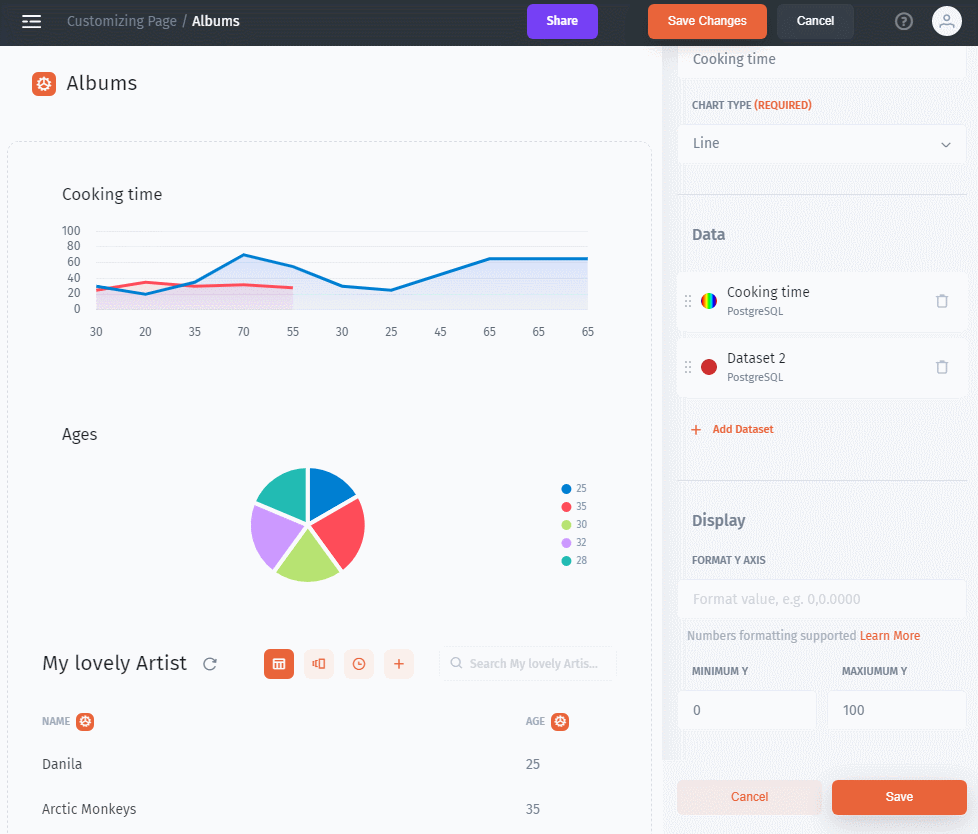 Customizing Page / Albums
Share
Save Changes
Cancel
?
Albums
Cooking time
100
80
60
40
20
0
30 20 35 70 55 30 25 45 65 65 65
Ages
25
35
30
32
28
My lovely Artist
Search My lovely Artis...
NAME
AGE
Danila 25
Arctic Monkeys 35
Cooking time
CHART TYPE (REQUIRED)
Line
Data
Cooking time
PostgreSQL
Dataset 2
PostgreSQL
+ Add Dataset
Display
FORMAT Y AXIS
Format value, e.g. 0,0.0000
Numbers formatting supported Learn More
MINIMUM Y MAXIUMUM Y
0 100
Cancel Save